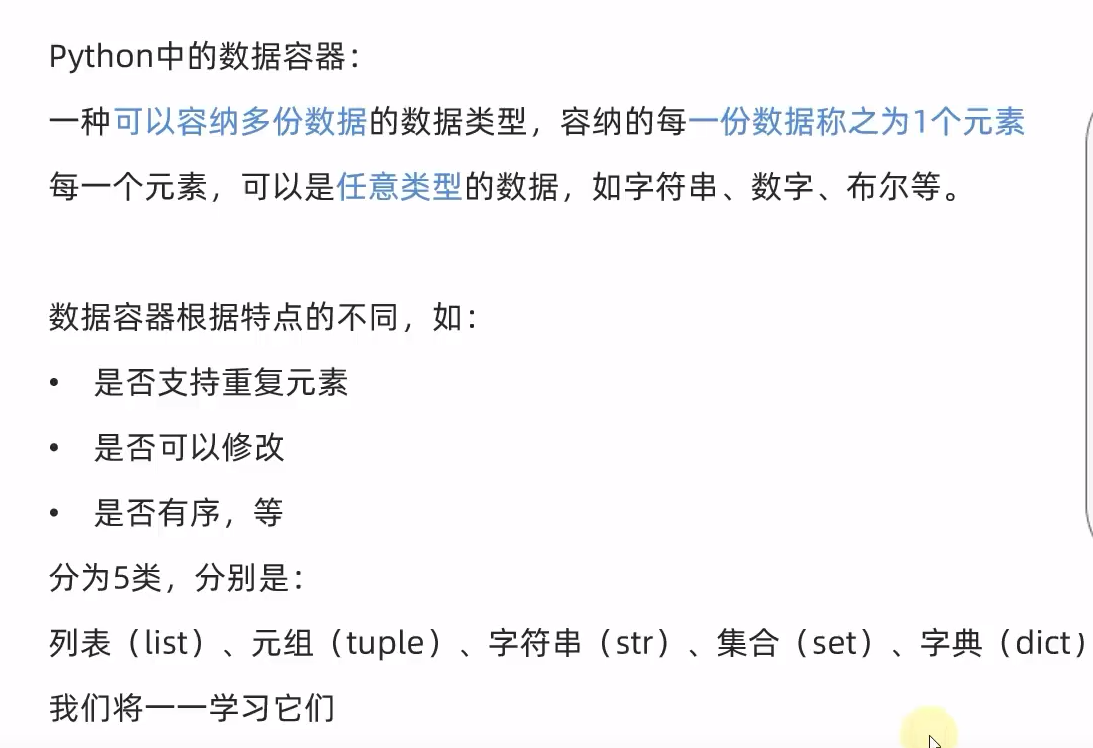 Python中的数据容器：
一种可以容纳多份数据的数据类型，容纳的每一份数据称之为1个元素
每一个元素，可以是任意类型的数据，如字符串、数字、布尔等。
数据容器根据特点的不同，如：
• 是否支持重复元素
• 是否可以修改
• 是否有序，等
分为5类，分别是：
列表（list）、元组（tuple）、字符串（str）、集合（set）、字典（dict）
我们将一一学习它们